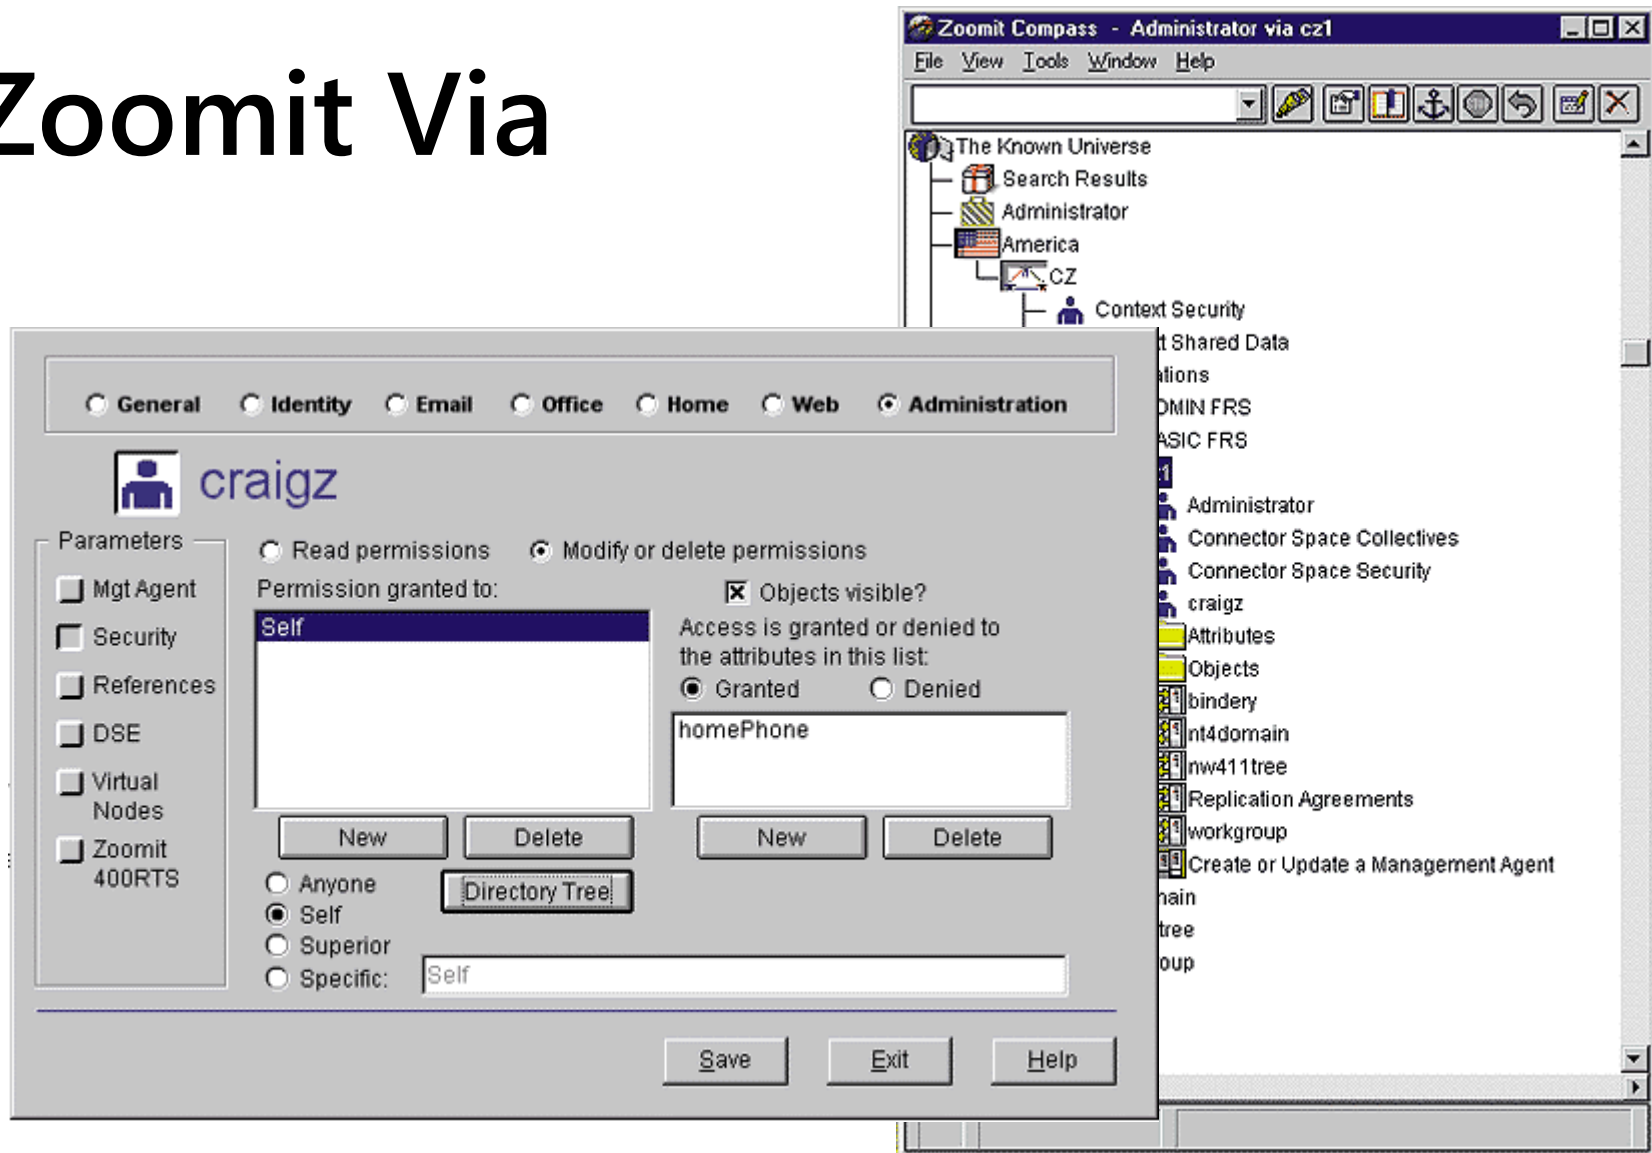 Zoomit Via
Zoomit Compass - Administrator via cz1
File View Tools Window Help
The Known Universe
Search Results
Administrator
America
CZ
Context Security
t Shared Data
ations
DMIN FRS
ASIC FRS
Administrator
Connector Space Collectives
Connector Space Security
craigz
Attributes
Objects
bindery
nt4domain
nw411tree
Replication Agreements
workgroup
Create or Update a Management Agent
main
tree
oup
General Identity Email Office Home Web Administration
craigz
Parameters
Mgt Agent
Security
References
DSE
Virtual
Nodes
Zoomit
400RTS
Read permissions Modify or delete permissions
Permission granted to:
Self
New Delete
Objects visible?
Access is granted or denied to
the attributes in this list:
Granted Denied
homePhone
New Delete
Anyone
Self
Superior
Specific:
Directory Tree
Self
Save Exit Help